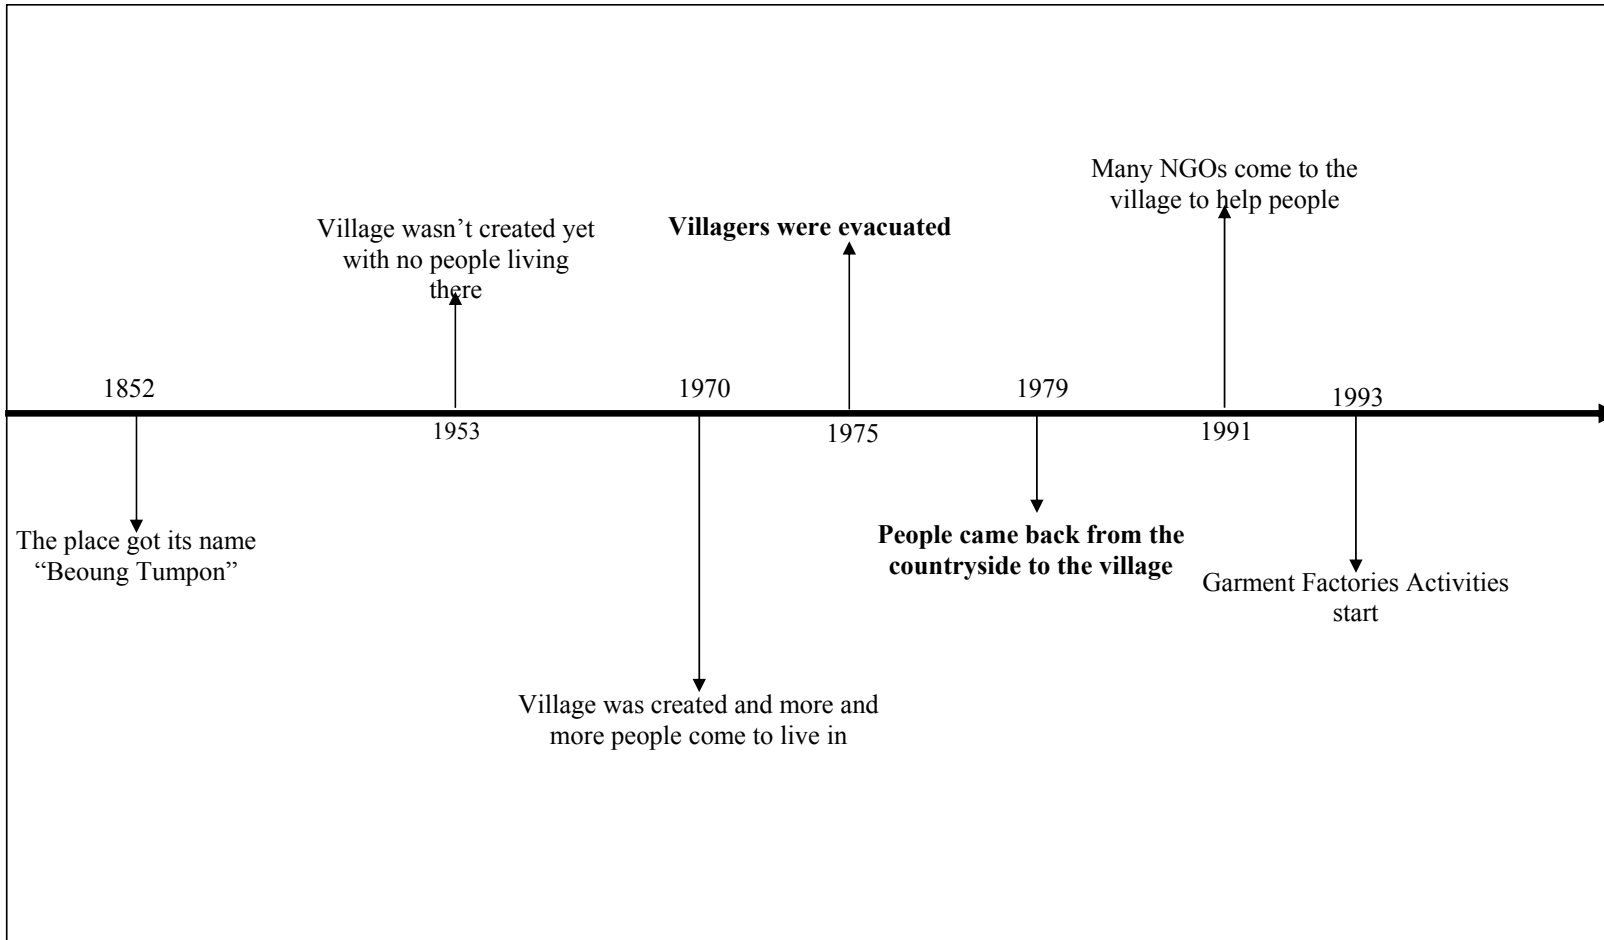 Many NGOs come to the
village to help people
Village wasn’t created yet
with no people living
there
Villagers were evacuated
1852
1970
1979
1993
1953
1975
1991
The place got its name
“Beoung Tumpon”
People came back from the
countryside to the village
Garment Factories Activities
start
Village was created and more and
more people come to live in